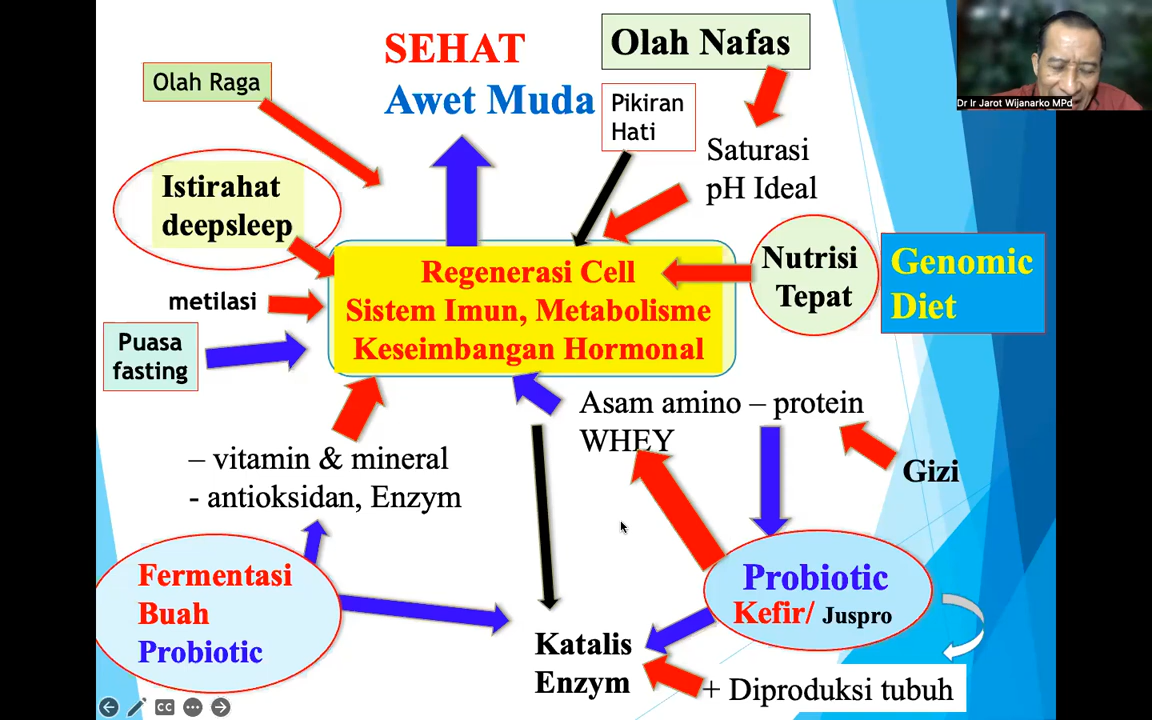 SEHAT
Awet Muda
Olah Nafas
Dr Ir Jarot Wijanarko MPd
Olah Raga
Pikiran
Hati
Saturasi
pH Ideal
Istirahat
deepsleep
Nutrisi
Tepat
Genomic
Diet
Regenerasi Cell
Sistem Imun, Metabolisme
Keseimbangan Hormonal
metilasi
Puasa
fasting
Asam amino – protein
WHEY
Gizi
– vitamin & mineral
- antioksidan, Enzym
Fermentasi
Buah
Probiotic
Probiotic
Kefir/ Juspro
Katalis
Enzym
+ Diproduksi tubuh
CC